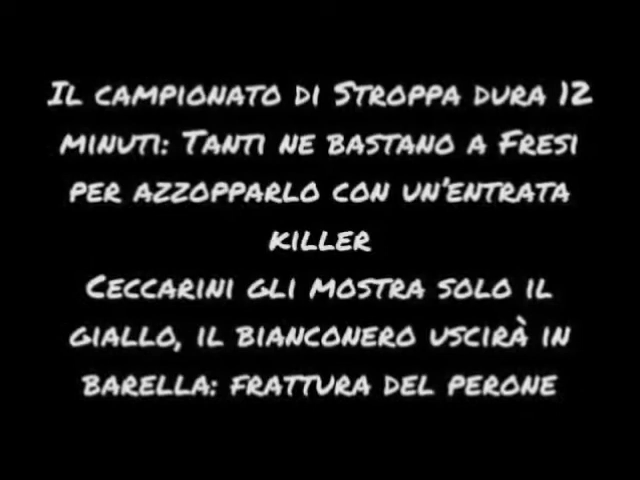 Il campionato di Stroppa dura 12
minuti: Tanti ne bastano a Fresi
per azzopparlo con un'entrata
killer
Ceccarini gli mostra solo il
giallo, il bianconero uscirà in
barella: frattura del perone